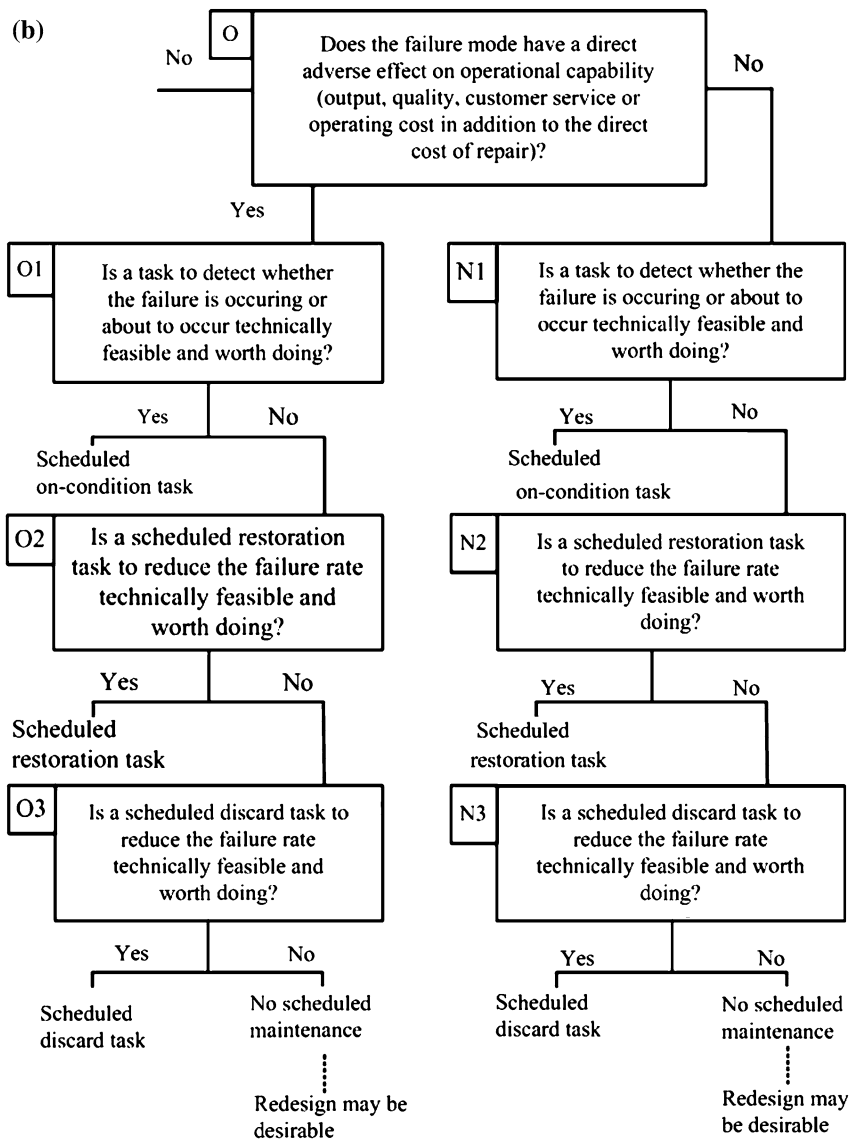 (b)
O
No
Does the failure mode have a direct
adverse effect on operational capability
(output, quality, customer service or
operating cost in addition to the direct
cost of repair)?
No
Yes
O1
Is a task to detect whether
the failure is occuring or
about to occur technically
feasible and worth doing?
N1
Is a task to detect whether the
failure is occuring or about to
occur technically feasible and
worth doing?
Yes
No
Scheduled
on-condition task
Yes
No
Scheduled
on-condition task
O2
Is a scheduled restoration
task to reduce the failure rate
technically feasible and
worth doing?
N2
Is a scheduled restoration task
to reduce the failure rate
technically feasible and worth
doing?
Yes
No
Scheduled
restoration task
Yes
No
Scheduled
restoration task
O3
Is a scheduled discard task to
reduce the failure rate
technically feasible and
worth doing?
N3
Is a scheduled discard task to
reduce the failure rate
technically feasible and worth
doing?
Yes
No
Scheduled
discard task
No scheduled
maintenance
Redesign may be
desirable
Yes
No
Scheduled
discard task
No scheduled
maintenance
Redesign may
be desirable